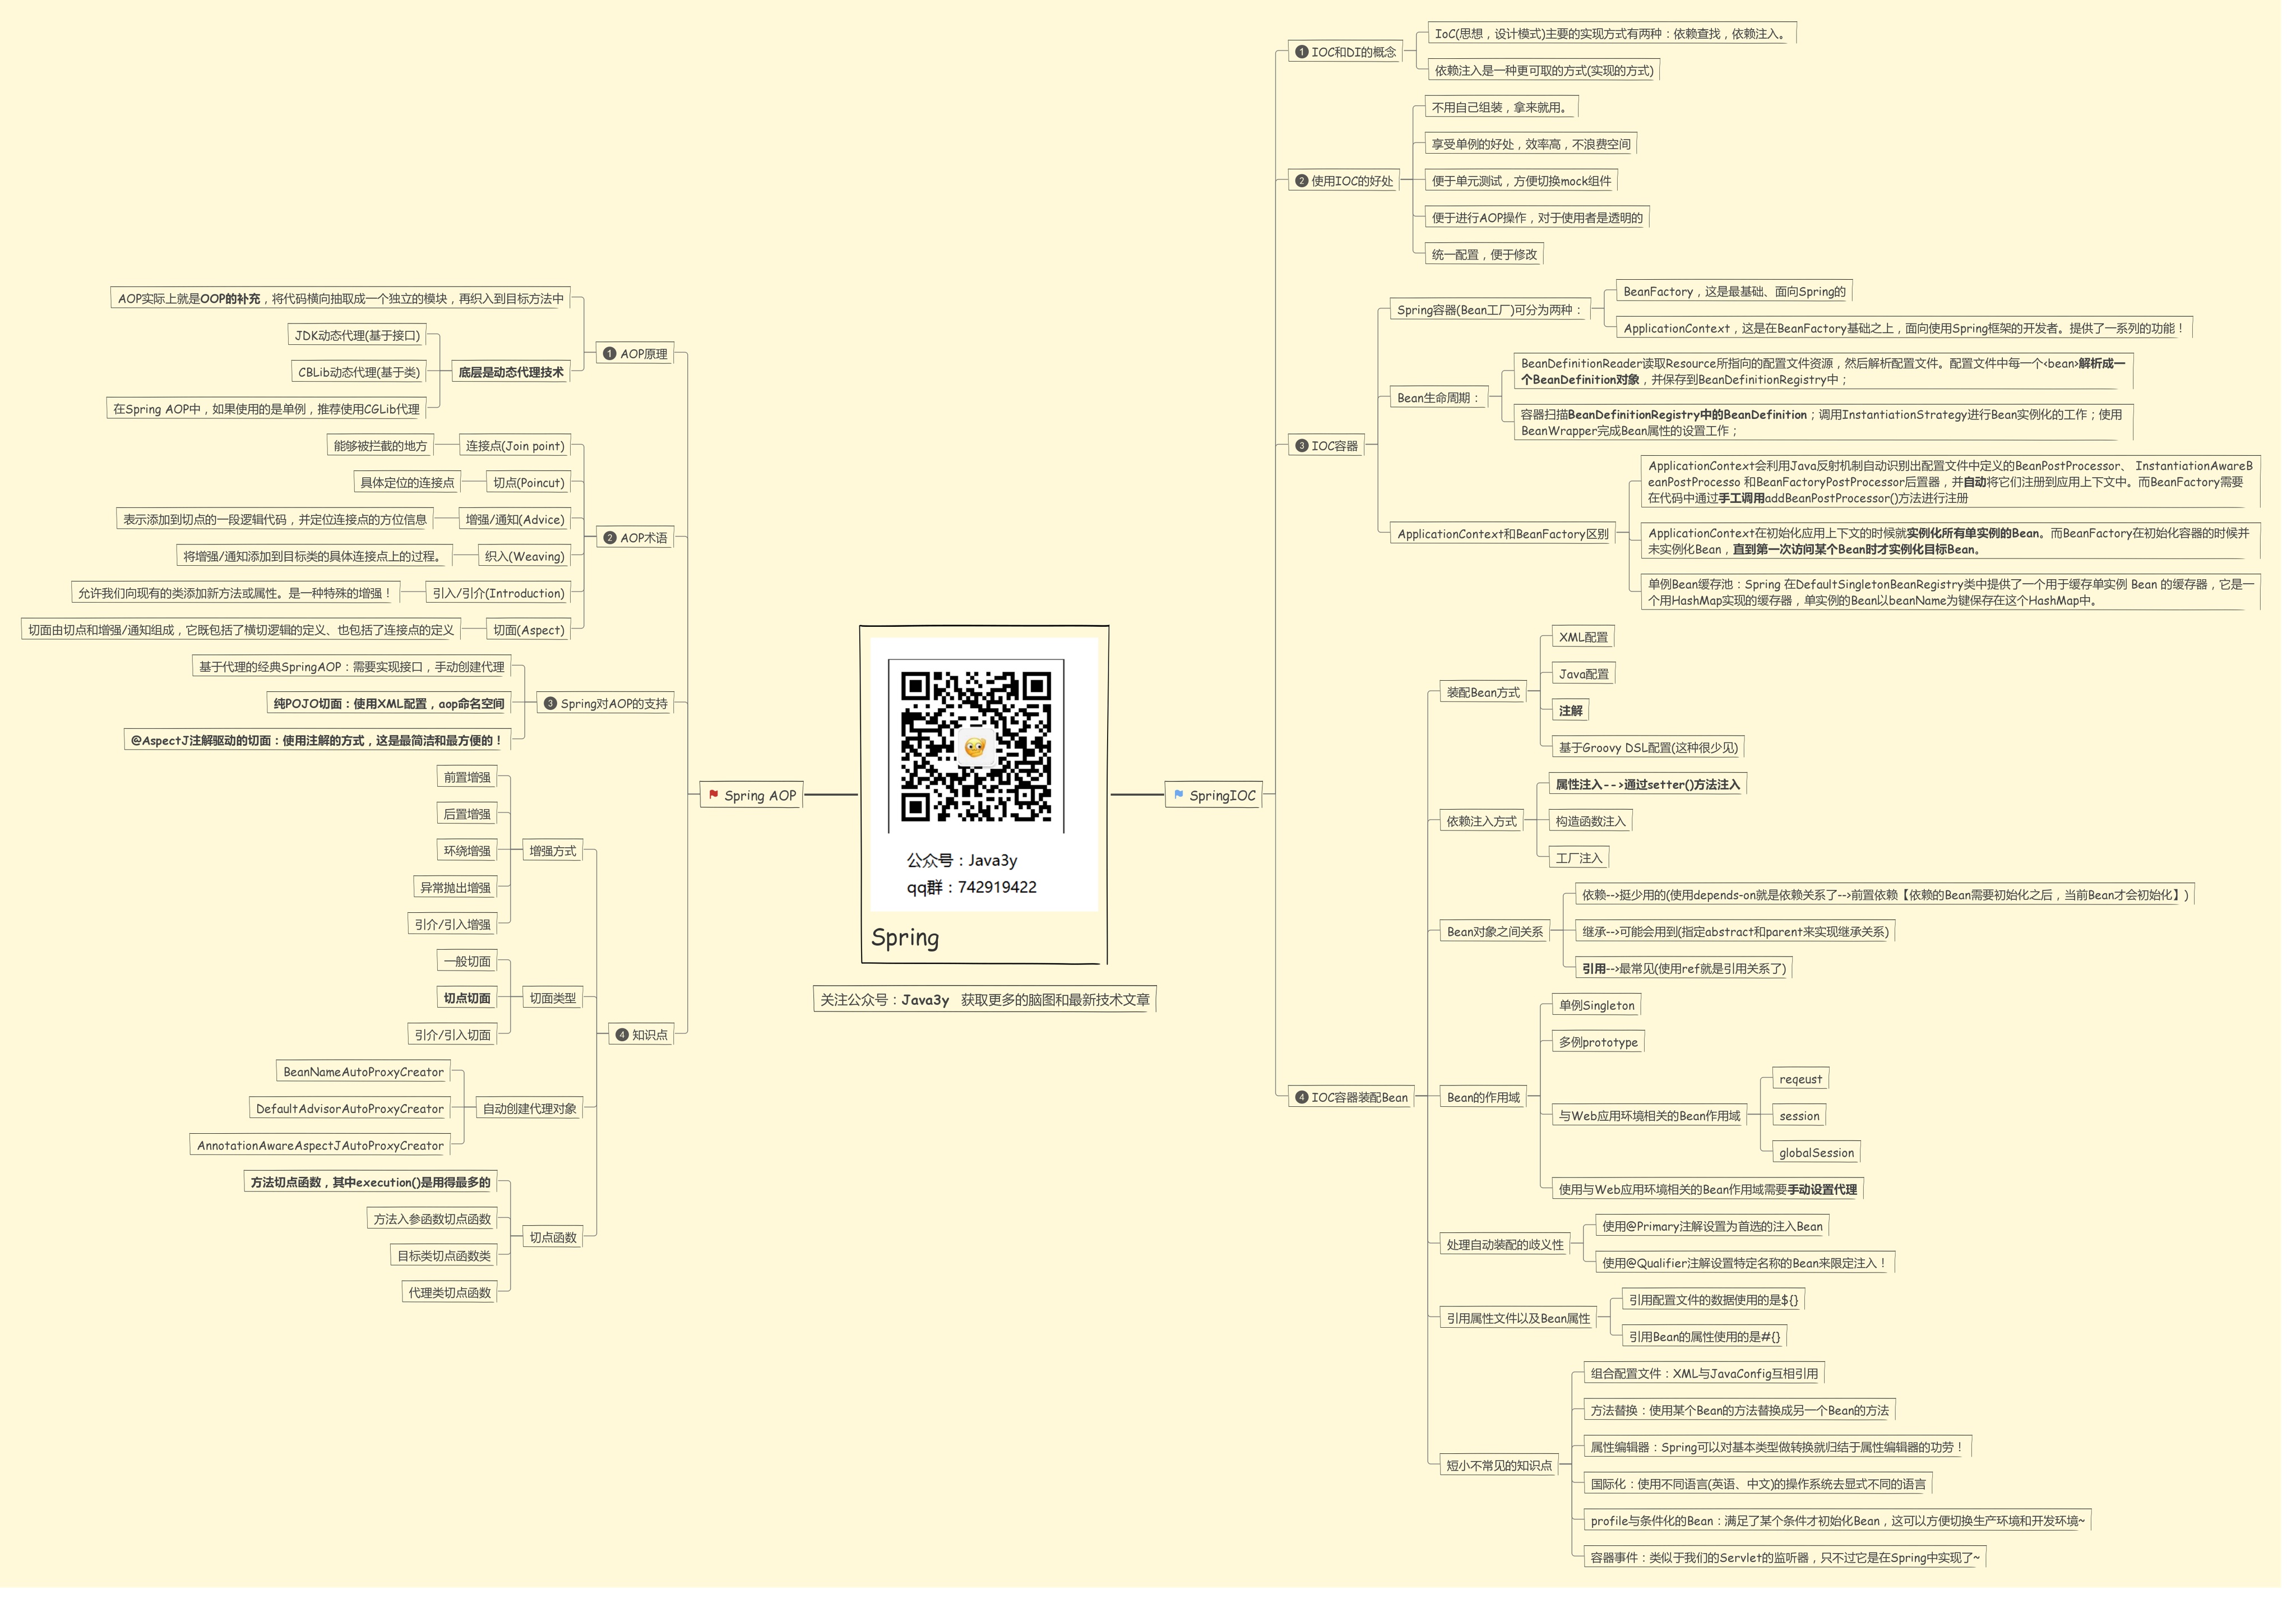 公众号：Java3y
qq群：742919422
Spring
关注公众号：Java3y 获取更多的脑图和最新技术文章
SpringIOC
1 IOC和DI的概念
IoC(思想，设计模式)主要的实现方式有两种：依赖查找，依赖注入。
依赖注入是一种更可取的方式(实现的方式)
2 使用IOC的好处
不用自己组装，拿来就用。
享受单例的好处，效率高，不浪费空间
便于单元测试，方便切换mock组件
便于进行AOP操作，对于使用者是透明的
统一配置，便于修改
3 IOC容器
Spring容器(Bean工厂)可分为两种：
BeanFactory，这是最基础、面向Spring的
ApplicationContext，这是在BeanFactory基础之上，面向使用Spring框架的开发者。提供了一系列的功能！
Bean生命周期：
BeanDefinitionReader读取Resource所指向的配置文件资源，然后解析配置文件。配置文件中每一个<bean>解析成一
个BeanDefinition对象，并保存到BeanDefinitionRegistry中；
容器扫描BeanDefinitionRegistry中的BeanDefinition；调用InstantiationStrategy进行Bean实例化的工作；使用
BeanWrapper完成Bean属性的设置工作；
ApplicationContext和BeanFactory区别
ApplicationContext会利用Java反射机制自动识别出配置文件中定义的BeanPostProcessor、 InstantiationAwareB
eanPostProcesso 和BeanFactoryPostProcessor后置器，并自动将它们注册到应用上下文中。而BeanFactory需要
在代码中通过手工调用addBeanPostProcessor()方法进行注册
ApplicationContext在初始化应用上下文的时候就实例化所有单实例的Bean。而BeanFactory在初始化容器的时候并
未实例化Bean，直到第一次访问某个Bean时才实例化目标Bean。
单例Bean缓存池：Spring 在DefaultSingletonBeanRegistry类中提供了一个用于缓存单实例 Bean 的缓存器，它是一
个用HashMap实现的缓存器，单实例的Bean以beanName为键保存在这个HashMap中。
4 IOC容器装配Bean
装配Bean方式
XML配置
Java配置
注解
基于Groovy DSL配置(这种很少见)
依赖注入方式
属性注入-->通过setter()方法注入
构造函数注入
工厂注入
Bean对象之间关系
依赖-->挺少用的(使用depends-on就是依赖关系了-->前置依赖【依赖的Bean需要初始化之后，当前Bean才会初始化】)
继承-->可能会用到(指定abstract和parent来实现继承关系)
引用-->最常见(使用ref就是引用关系了)
Bean的作用域
单例Singleton
多例prototype
与Web应用环境相关的Bean作用域
reqeust
session
globalSession
使用与Web应用环境相关的Bean作用域需要手动设置代理
处理自动装配的歧义性
使用@Primary注解设置为首选的注入Bean
使用@Qualifier注解设置特定名称的Bean来限定注入！
引用属性文件以及Bean属性
引用配置文件的数据使用的是${}
引用Bean的属性使用的是#{}
短小不常见的知识点
组合配置文件：XML与JavaConfig互相引用
方法替换：使用某个Bean的方法替换成另一个Bean的方法
属性编辑器：Spring可以对基本类型做转换就归结于属性编辑器的功劳！
国际化：使用不同语言(英语、中文)的操作系统去显式不同的语言
profile与条件化的Bean：满足了某个条件才初始化Bean，这可以方便切换生产环境和开发环境~
容器事件：类似于我们的Servlet的监听器，只不过它是在Spring中实现了~
Spring AOP
1 AOP原理
AOP实际上就是OOP的补充，将代码横向抽取成一个独立的模块，再织入到目标方法中
底层是动态代理技术
JDK动态代理(基于接口)
CBLib动态代理(基于类)
在Spring AOP中，如果使用的是单例，推荐使用CGLib代理
2 AOP术语
连接点(Join point)
能够被拦截的地方
切点(Poincut)
具体定位的连接点
增强/通知(Advice)
表示添加到切点的一段逻辑代码，并定位连接点的方位信息
织入(Weaving)
将增强/通知添加到目标类的具体连接点上的过程。
引入/引介(Introduction)
允许我们向现有的类添加新方法或属性。是一种特殊的增强！
切面(Aspect)
切面由切点和增强/通知组成，它既包括了横切逻辑的定义、也包括了连接点的定义
3 Spring对AOP的支持
基于代理的经典SpringAOP：需要实现接口，手动创建代理
纯POJO切面：使用XML配置，aop命名空间
@AspectJ注解驱动的切面：使用注解的方式，这是最简洁和最方便的！
4 知识点
增强方式
前置增强
后置增强
环绕增强
异常抛出增强
引介/引入增强
切面类型
一般切面
切点切面
引介/引入切面
自动创建代理对象
BeanNameAutoProxyCreator
DefaultAdvisorAutoProxyCreator
AnnotationAwareAspectJAutoProxyCreator
切点函数
方法切点函数，其中execution()是用得最多的
方法入参函数切点函数
目标类切点函数类
代理类切点函数